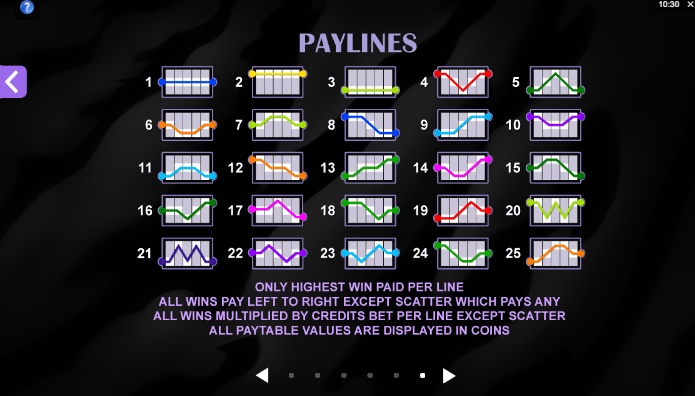 ?
10:30 ×
PAYLINES
1 2 3 4 5
6 7 8 9 10
11 12 13 14 15
16 17 18 19 20
21 22 23 24 25
ONLY HIGHEST WIN PAID PER LINE
ALL WINS PAY LEFT TO RIGHT EXCEPT SCATTER WHICH PAYS ANY
ALL WINS MULTIPLIED BY CREDITS BET PER LINE EXCEPT SCATTER
ALL PAYTABLE VALUES ARE DISPLAYED IN COINS